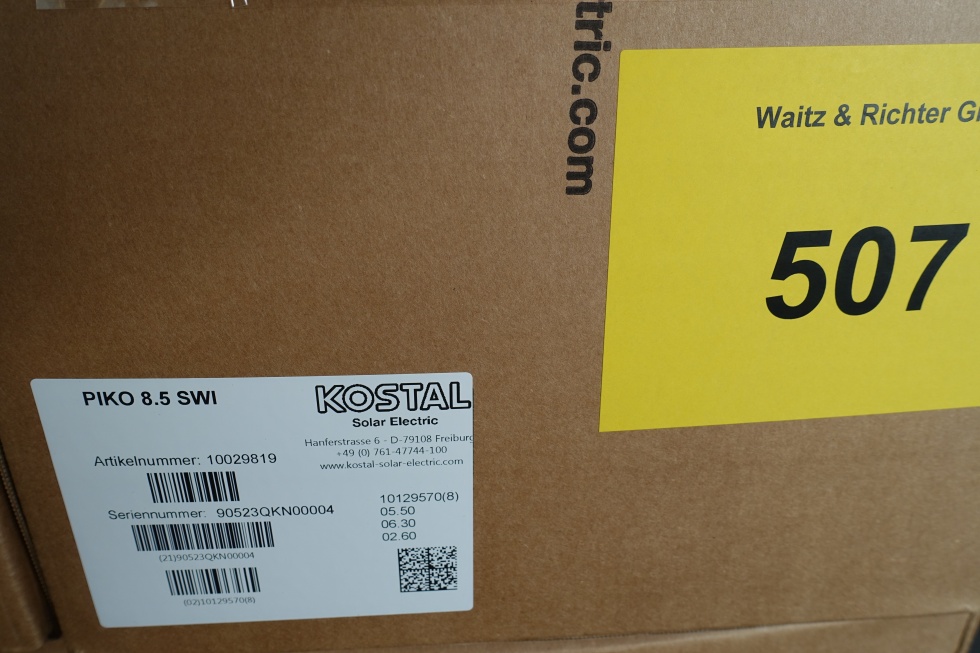 tric.com
Waitz & Richter
507
PIKO 8.5 SWI
KOSTAL
Solar Electric
Hanferstrasse 6 - D-79108 Freiburg
+49 (0) 761-47744-100
www.kostal-solar-electric.com
Artikelnummer: 10029819
Seriennummer: 90523QKN00004
(21)90523QKN00004
(02)10129570(8)
10129570(8)
05.50
06.30
02.60